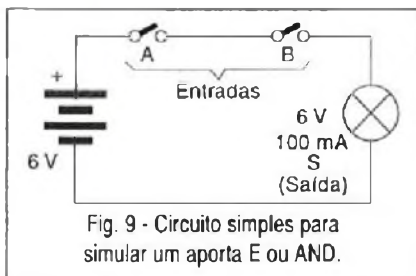 +
A
B
Entradas
6 V
6 V
100 mA
S
(Saída)
Fig. 9 - Circuito simples para
simular um aporta E ou AND.